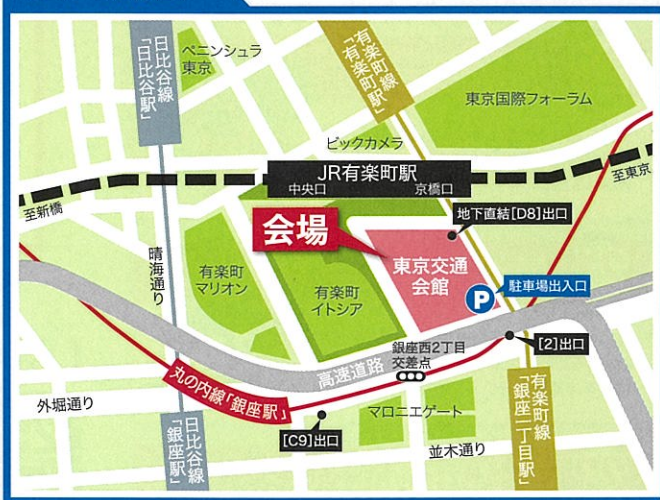 日比谷線
「日比谷駅」
ペニンシュラ
東京
有楽町線
「有楽町駅」
東京国際フォーラム
ビックカメラ
JR有楽町駅
中央口
京橋口
至新橋
至東京
会場
地下直結[D8]出口
晴海通り
有楽町
マリオン
有楽町
イトシア
東京交通
会館
P
駐車場出入口
銀座西2丁目
交差点
[2]出口
高速道路
丸の内線「銀座駅」
外堀通り
日比谷線
「銀座駅」
[C9]出口
マロニエゲート
並木通り
有楽町線
「銀座一丁目駅」